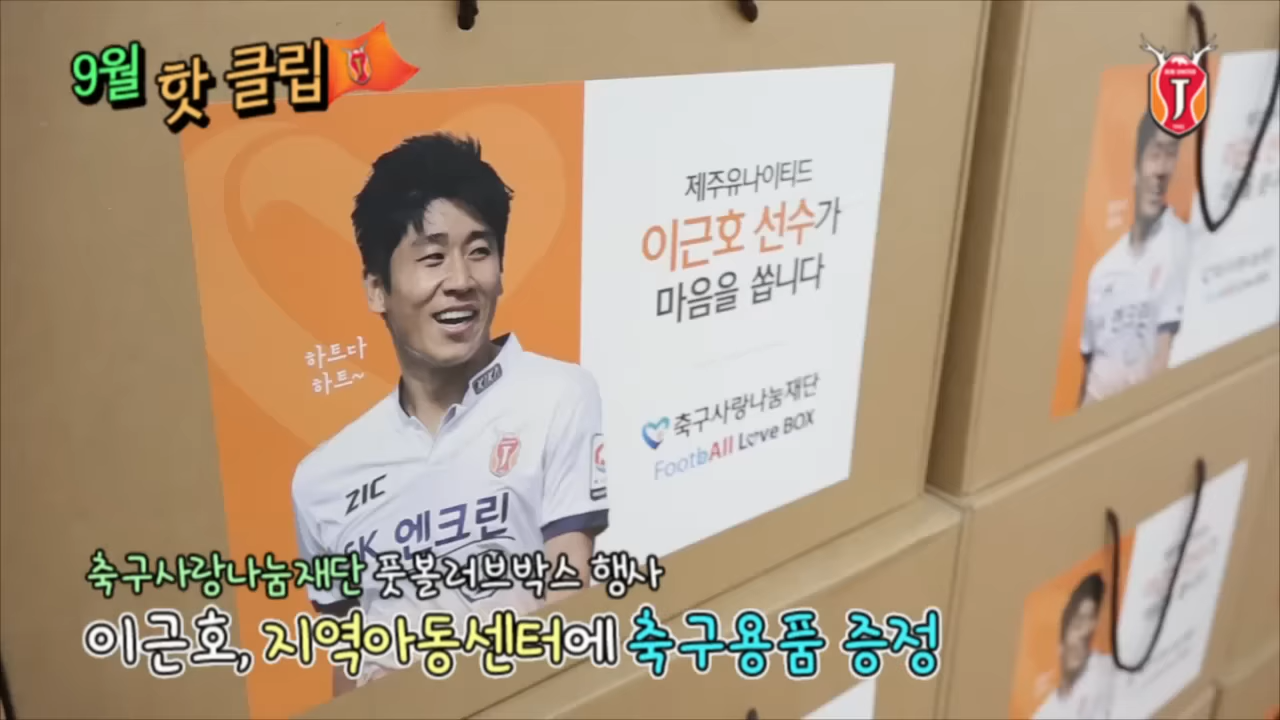 9월 핫 클립
제주유나이티드
이근호 선수가
마음을 쏩니다
하트다
하트~
축구사랑나눔재단
FootbAll Love BOX
ZIC
SK 엔크린
축구사랑나눔재단 풋볼러브박스 행사
이근호, 지역아동센터에 축구용품 증정